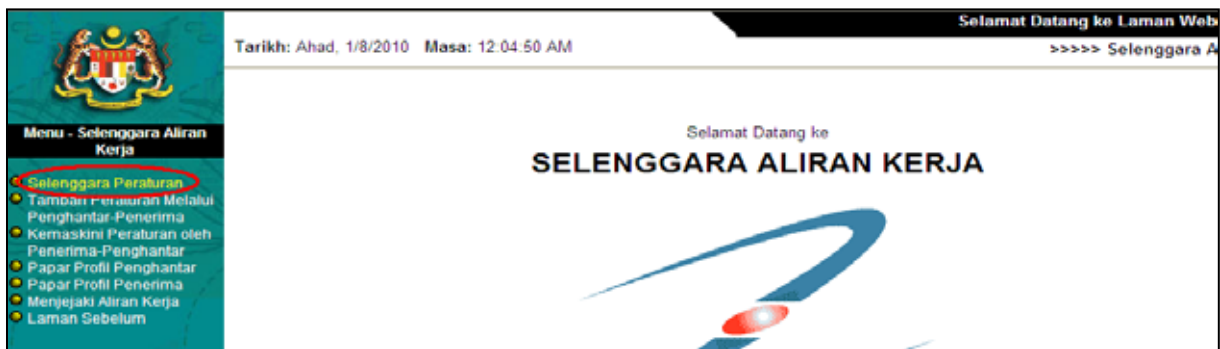 Selamat Datang ke Laman Web
Tarikh: Ahad, 1/8/2010 Masa: 12:04:50 AM
>>>>> Selenggara A
Menu - Selenggara Aliran
Kerja
Selenggara Peraturan
Tambah Peraturan Melalui
Penghantar-Penerima
Kemaskini Peraturan oleh
Penerima-Penghantar
Papar Profil Penghantar
Papar Profil Penerima
Menjejaki Aliran Kerja
Laman Sebelum
Selamat Datang ke
SELENGGARA ALIRAN KERJA